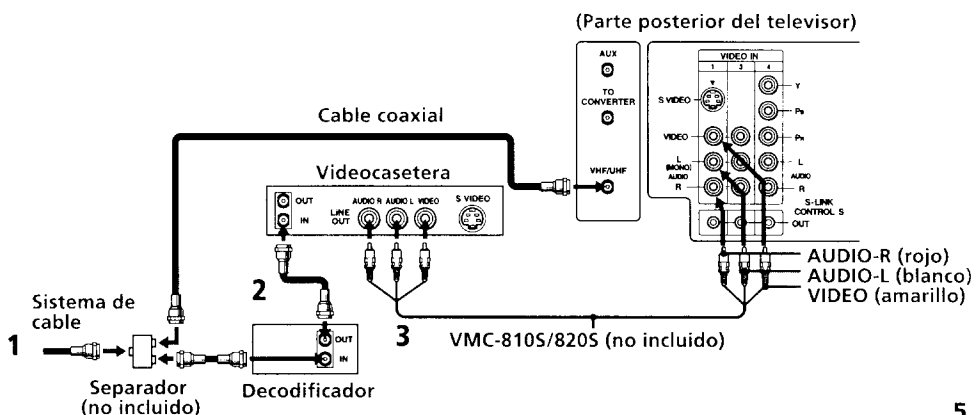 (Parte posterior del televisor)
AUX
TO
CONVERTER
VHF/UHF
VIDEO IN
1 3 4
S VIDEO
VIDEO
L
(MONO)
AUDIO
R
Y
PB
PR
L
AUDIO
R
S-LINK
CONTROL S
OUT
Cable coaxial
Videocasetera
OUT
IN
LINE
OUT
AUDIO R AUDIO L VIDEO
S VIDEO
AUDIO-R (rojo)
AUDIO-L (blanco)
VIDEO (amarillo)
2
Sistema de
cable
1
3
VMC-810S/820S (no incluido)
OUT
IN
Separador
(no incluido)
Decodificador
5